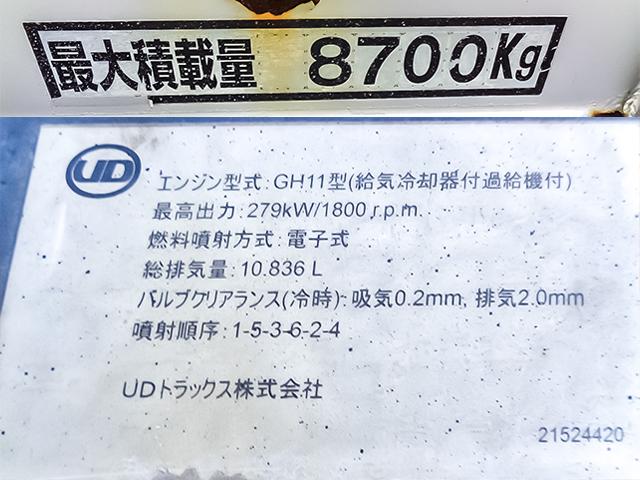 最大積載量 8700Kg
UD
エンジン型式: GH11型(給気冷却器付過給機付)
最高出力: 279kW/1800 r.p.m.
燃料噴射方式: 電子式
総排気量: 10.836 L
バルブクリアランス(冷時): 吸気0.2mm, 排気2.0mm
噴射順序: 1-5-3-6-2-4
UDトラックス株式会社
21524420